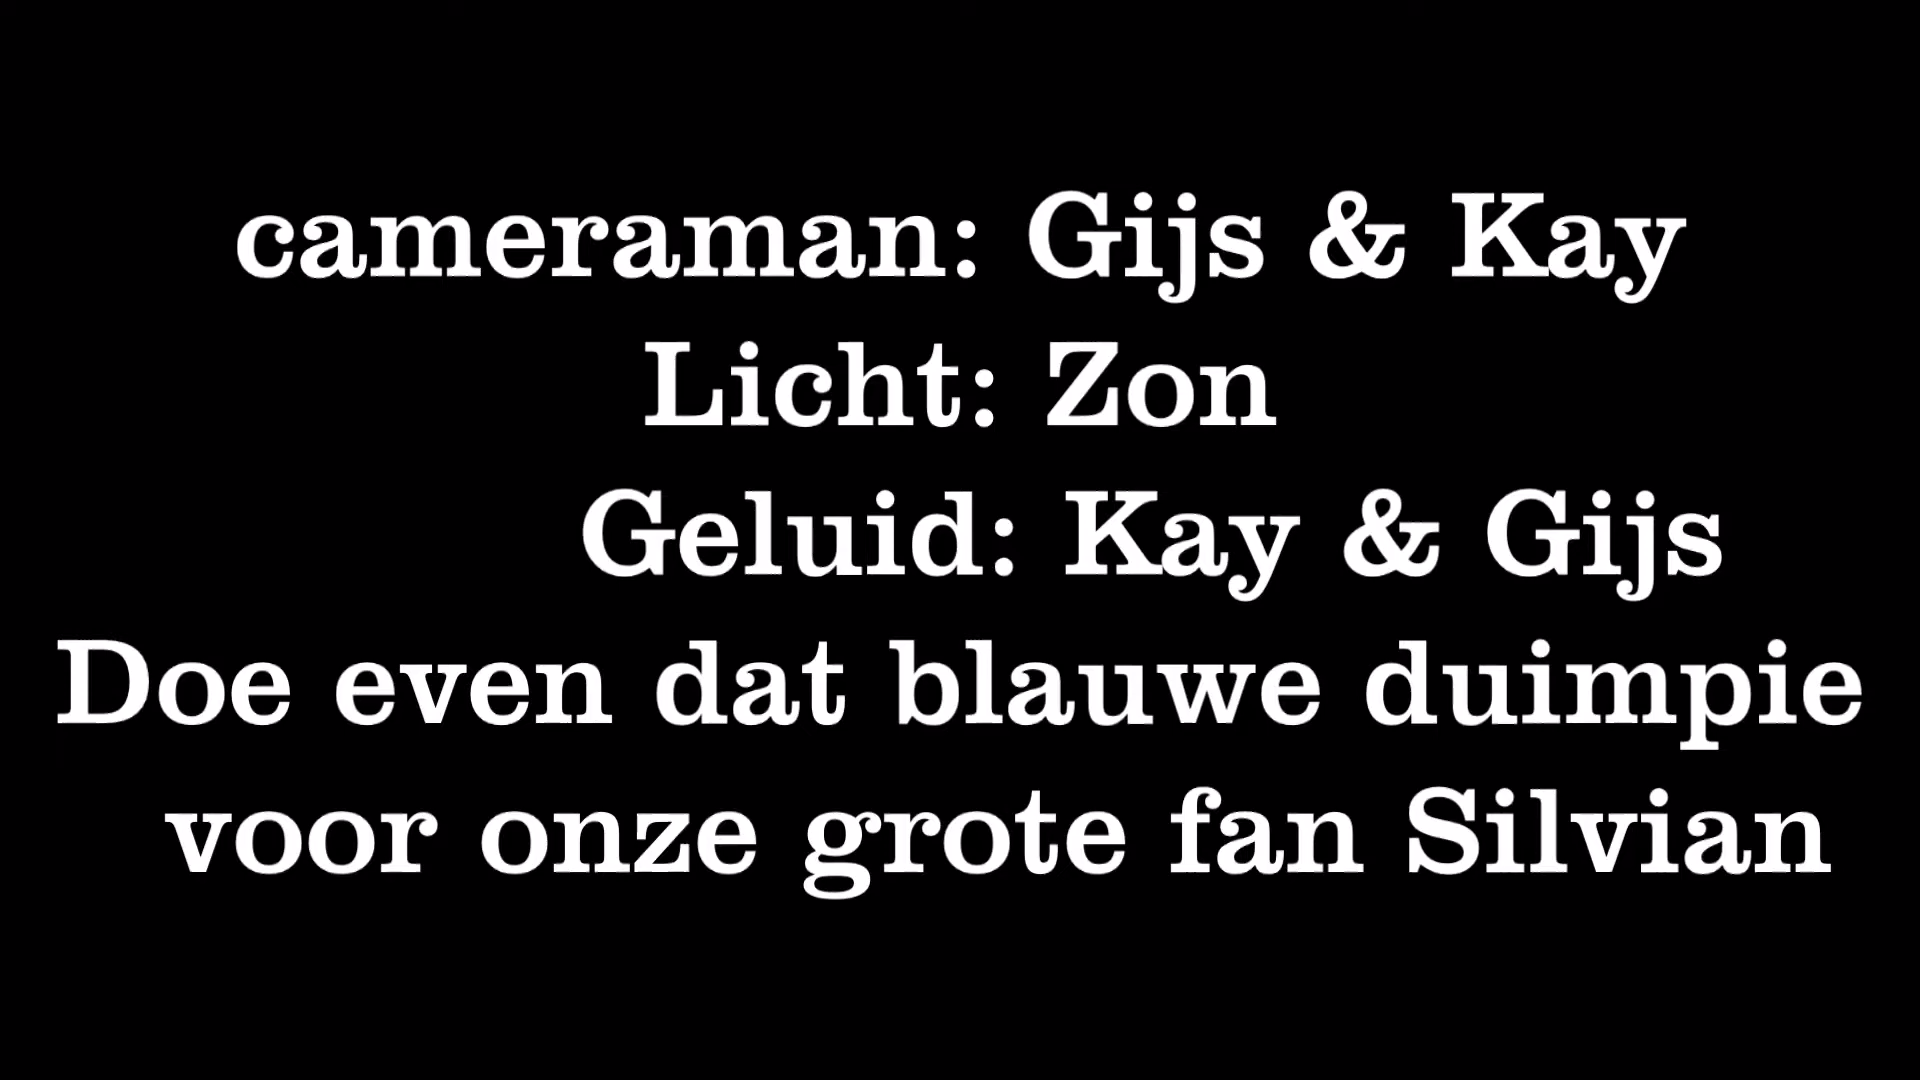 cameraman: Gijs & Kay
Licht: Zon
Geluid: Kay & Gijs
Doe even dat blauwe duimpie
voor onze grote fan Silvian